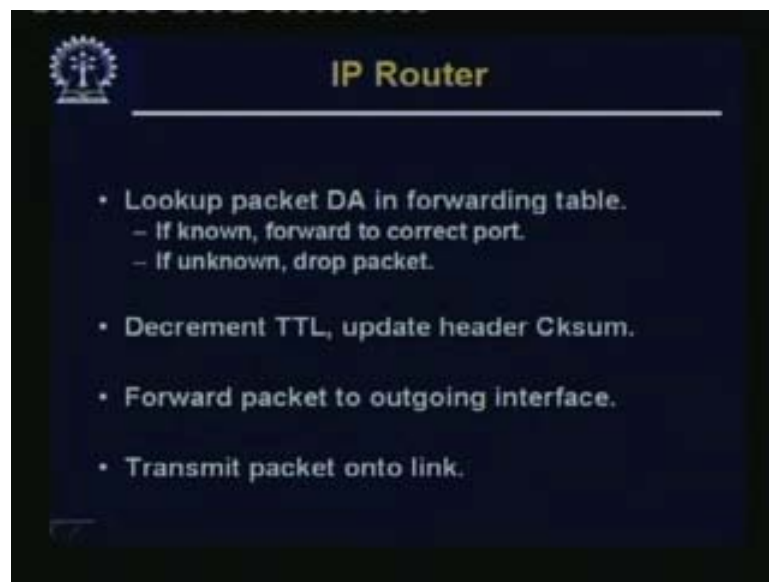 IP Router
• Lookup packet DA in forwarding table.
– If known, forward to correct port.
– If unknown, drop packet.
• Decrement TTL, update header Cksum.
• Forward packet to outgoing interface.
• Transmit packet onto link.